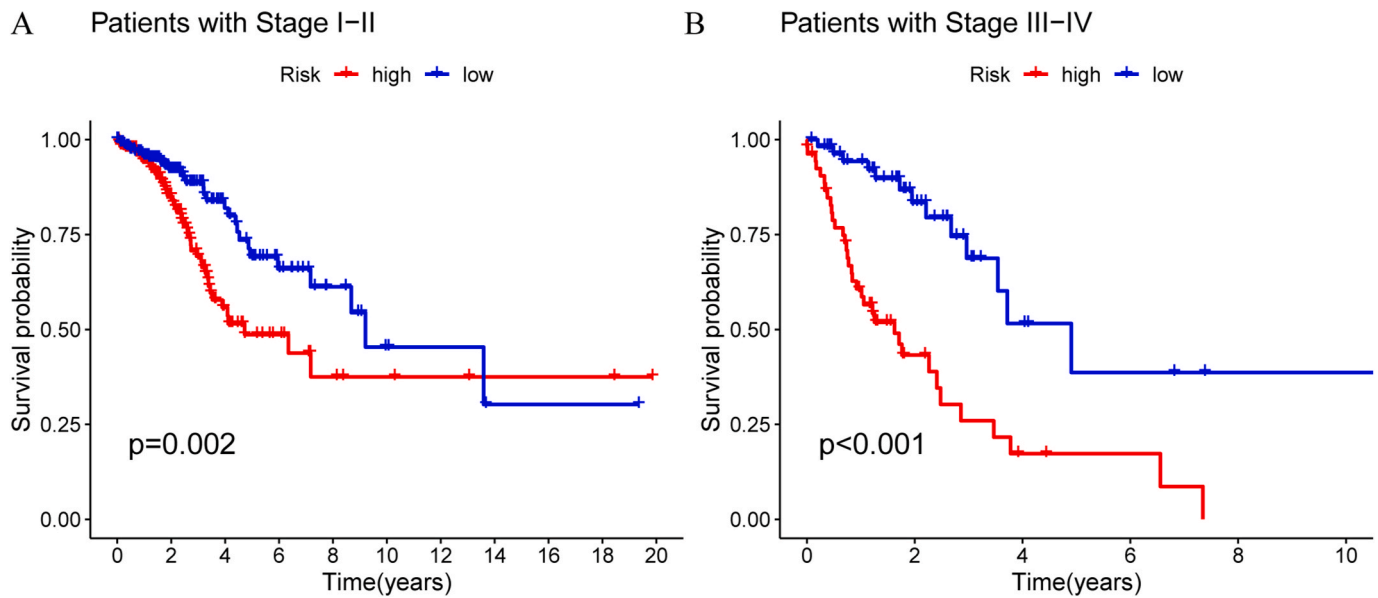 A Patients with Stage I−II
Risk high low
Survival probability
1.00
0.75
0.50
0.25
0.00
p=0.002
0 2 4 6 8 10 12 14 16 18 20
Time(years)
B Patients with Stage III−IV
Risk high low
Survival probability
1.00
0.75
0.50
0.25
0.00
p<0.001
0 2 4 6 8 10
Time(years)